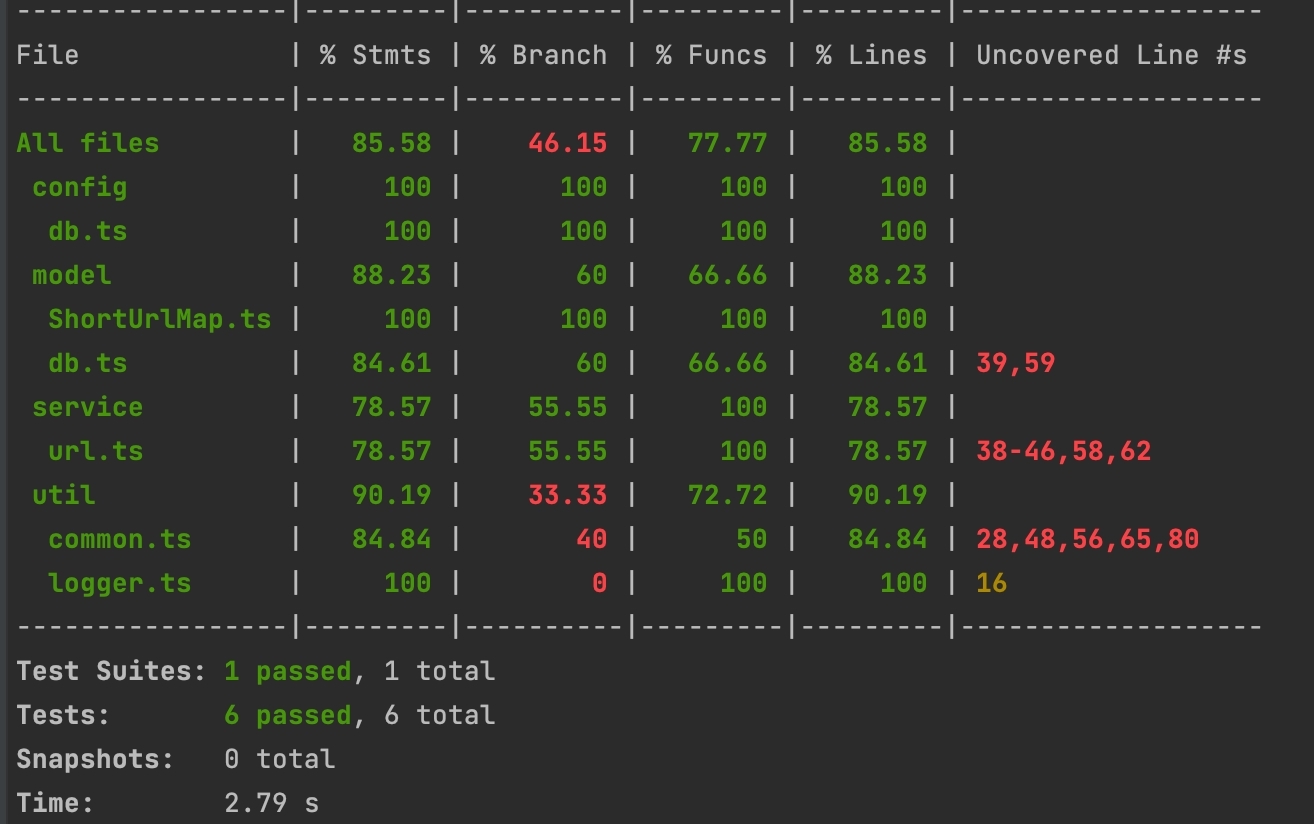 -----------------|---------|----------|---------|---------|-------------------
File             | % Stmts | % Branch | % Funcs | % Lines | Uncovered Line #s
-----------------|---------|----------|---------|---------|-------------------
All files        |   85.58 |    46.15 |   77.77 |   85.58 |
 config          |     100 |      100 |     100 |     100 |
  db.ts          |     100 |      100 |     100 |     100 |
 model           |   88.23 |       60 |   66.66 |   88.23 |
  ShortUrlMap.ts |     100 |      100 |     100 |     100 |
  db.ts          |   84.61 |       60 |   66.66 |   84.61 | 39,59
 service         |   78.57 |    55.55 |     100 |   78.57 |
  url.ts         |   78.57 |    55.55 |     100 |   78.57 | 38-46,58,62
 util            |   90.19 |    33.33 |   72.72 |   90.19 |
  common.ts      |   84.84 |       40 |      50 |   84.84 | 28,48,56,65,80
  logger.ts      |     100 |        0 |     100 |     100 | 16
-----------------|---------|----------|---------|---------|-------------------
Test Suites: 1 passed, 1 total
Tests:       6 passed, 6 total
Snapshots:   0 total
Time:        2.79 s